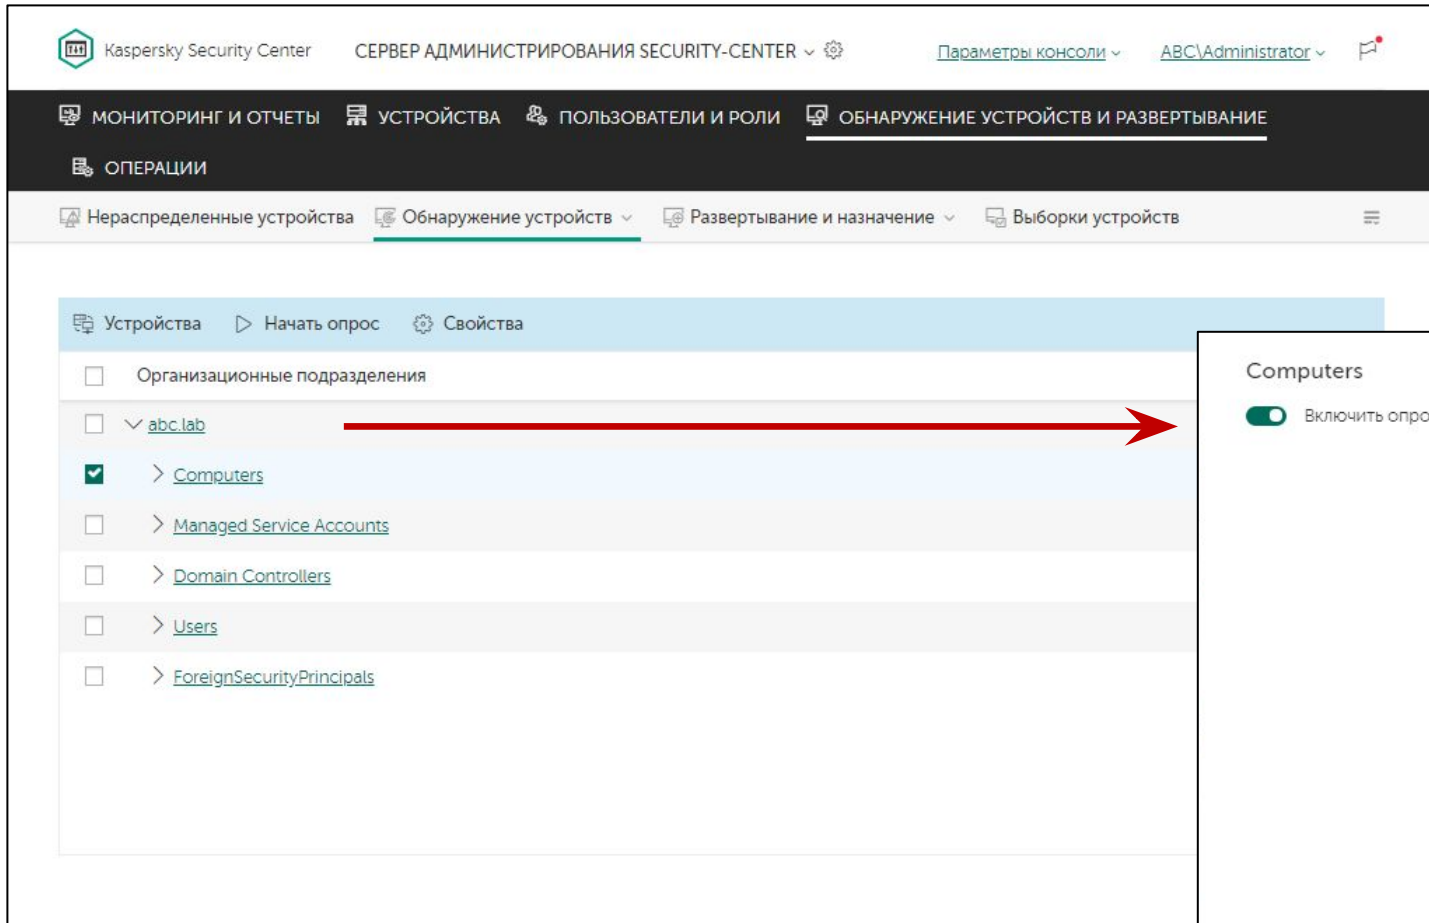 Kaspersky Security Center СЕРВЕР АДМИНИСТРИРОВАНИЯ SECURITY-CENTER Параметры консоли ABC\Administrator
МОНИТОРИНГ И ОТЧЕТЫ УСТРОЙСТВА ПОЛЬЗОВАТЕЛИ И РОЛИ ОБНАРУЖЕНИЕ УСТРОЙСТВ И РАЗВЕРТЫВАНИЕ
ОПЕРАЦИИ
Нераспределенные устройства Обнаружение устройств Развертывание и назначение Выборки устройств
Устройства Начать опрос Свойства
Организационные подразделения
Computers
abc.lab
Включить опро
Computers
Managed Service Accounts
Domain Controllers
Users
ForeignSecurityPrincipals